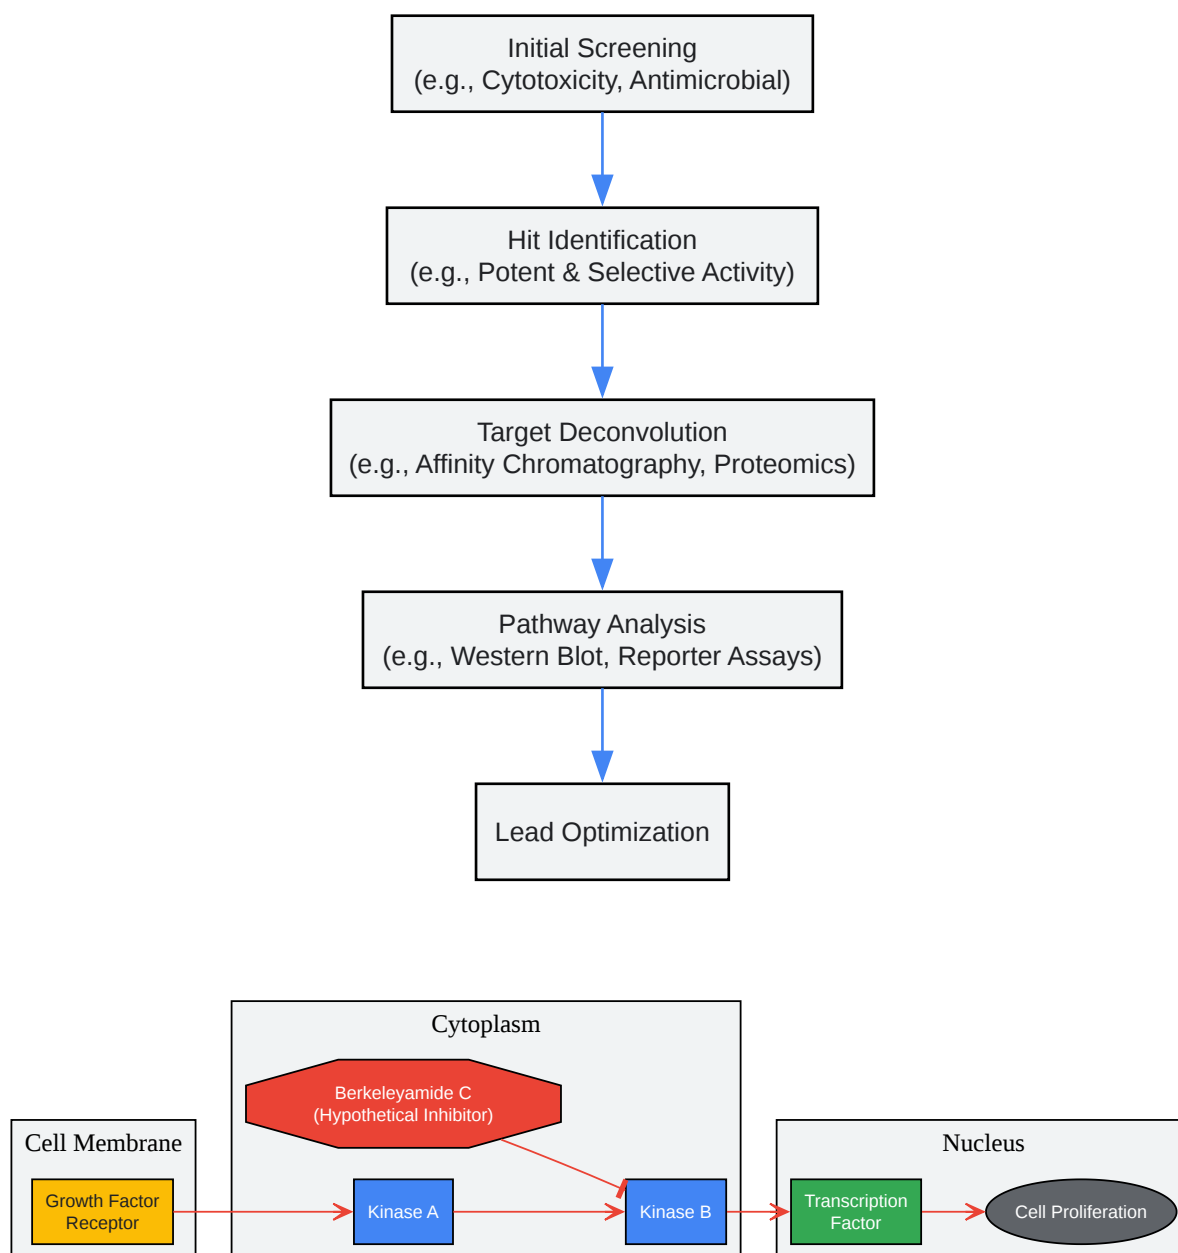 Initial Screening
(e.g., Cytotoxicity, Antimicrobial)
Hit Identification
(e.g., Potent & Selective Activity)
Target Deconvolution
(e.g., Affinity Chromatography, Proteomics)
Pathway Analysis
(e.g., Western Blot, Reporter Assays)
Lead Optimization
Cytoplasm
Berkeleyamide C
(Hypothetical Inhibitor)
Cell Membrane
Growth Factor
Receptor
Kinase A
Kinase B
Nucleus
Transcription
Factor
Cell Proliferation